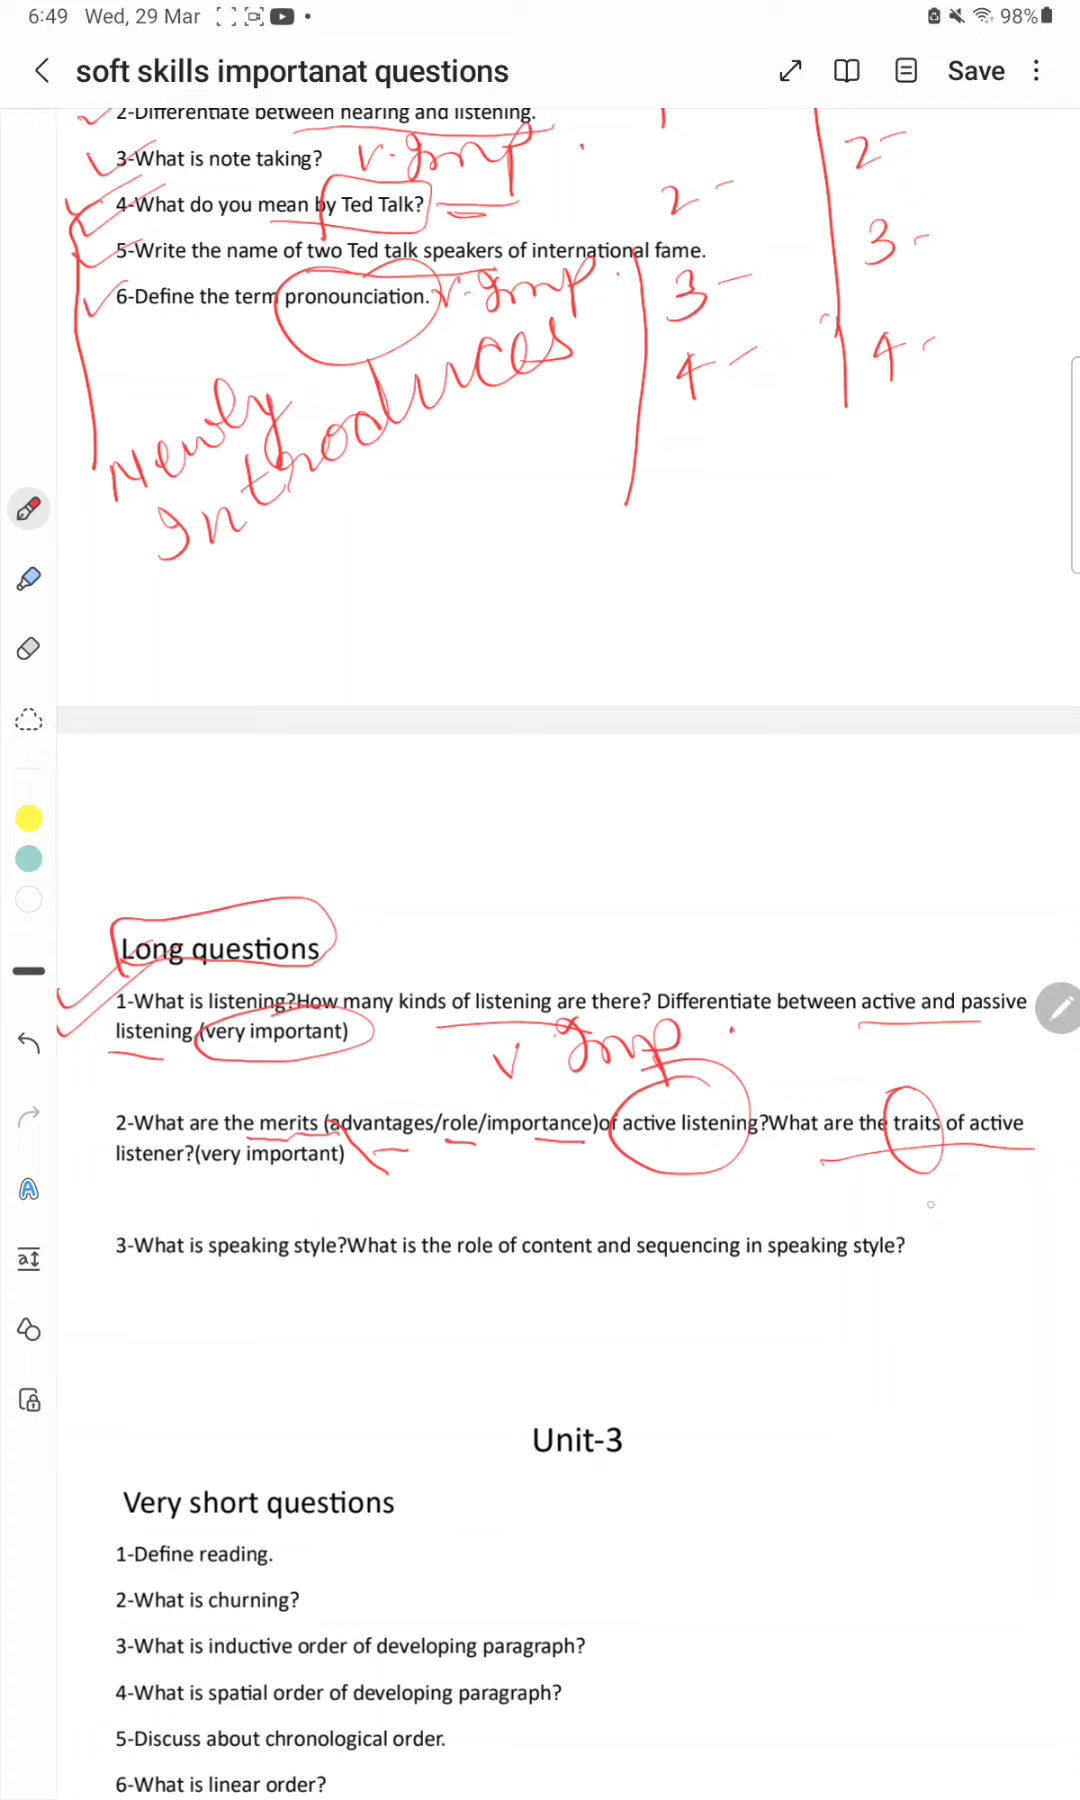 6:49 Wed, 29 Mar 98%
soft skills importanat questions Save
2-Differentiate between hearing and listening.
3-What is note taking? v.Imp
2-
4-What do you mean by Ted Talk? 2-
3-
5-Write the name of two Ted talk speakers of international fame.
6-Define the term pronounciation. v.Imp 3-
4- 4-
Newly
Introduces
Long questions
1-What is listening?How many kinds of listening are there? Differentiate between active and passive
listening.(very important)
v Imp
2-What are the merits (advantages/role/importance)of active listening?What are the traits of active
listener?(very important)
3-What is speaking style?What is the role of content and sequencing in speaking style?
Unit-3
Very short questions
1-Define reading.
2-What is churning?
3-What is inductive order of developing paragraph?
4-What is spatial order of developing paragraph?
5-Discuss about chronological order.
6-What is linear order?